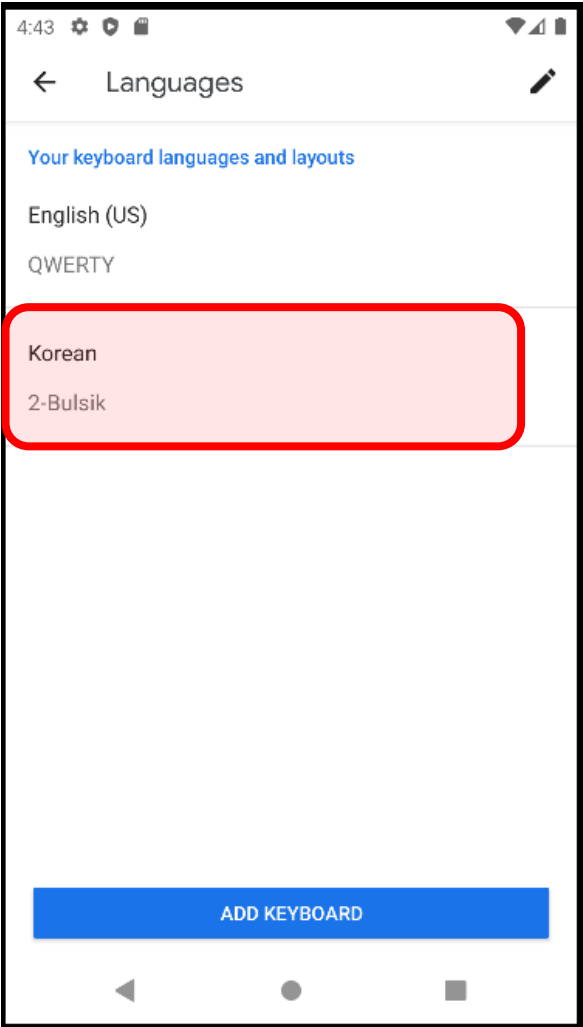 4:43
Languages
Your keyboard languages and layouts
English (US)
QWERTY
Korean
2-Bulsik
ADD KEYBOARD